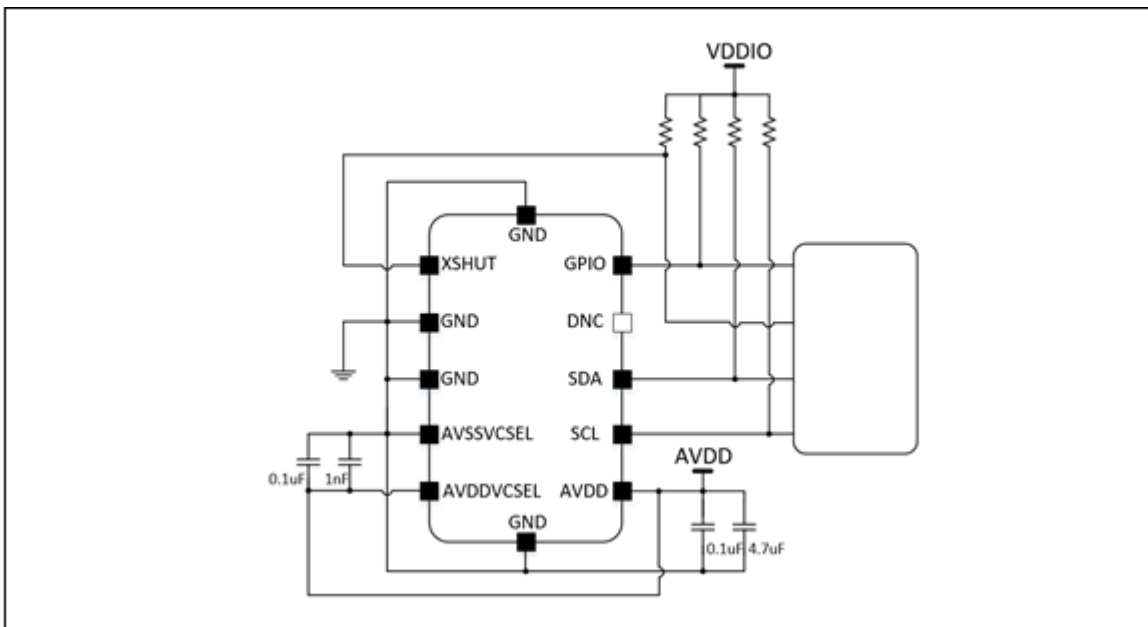 VDDIO
GND
XSHUT
GPIO
GND
DNC
GND
SDA
AVSSVCSEL
SCL
0.1uF
1nF
AVDD
AVDDVCSEL
AVDD
GND
0.1uF
4.7uF